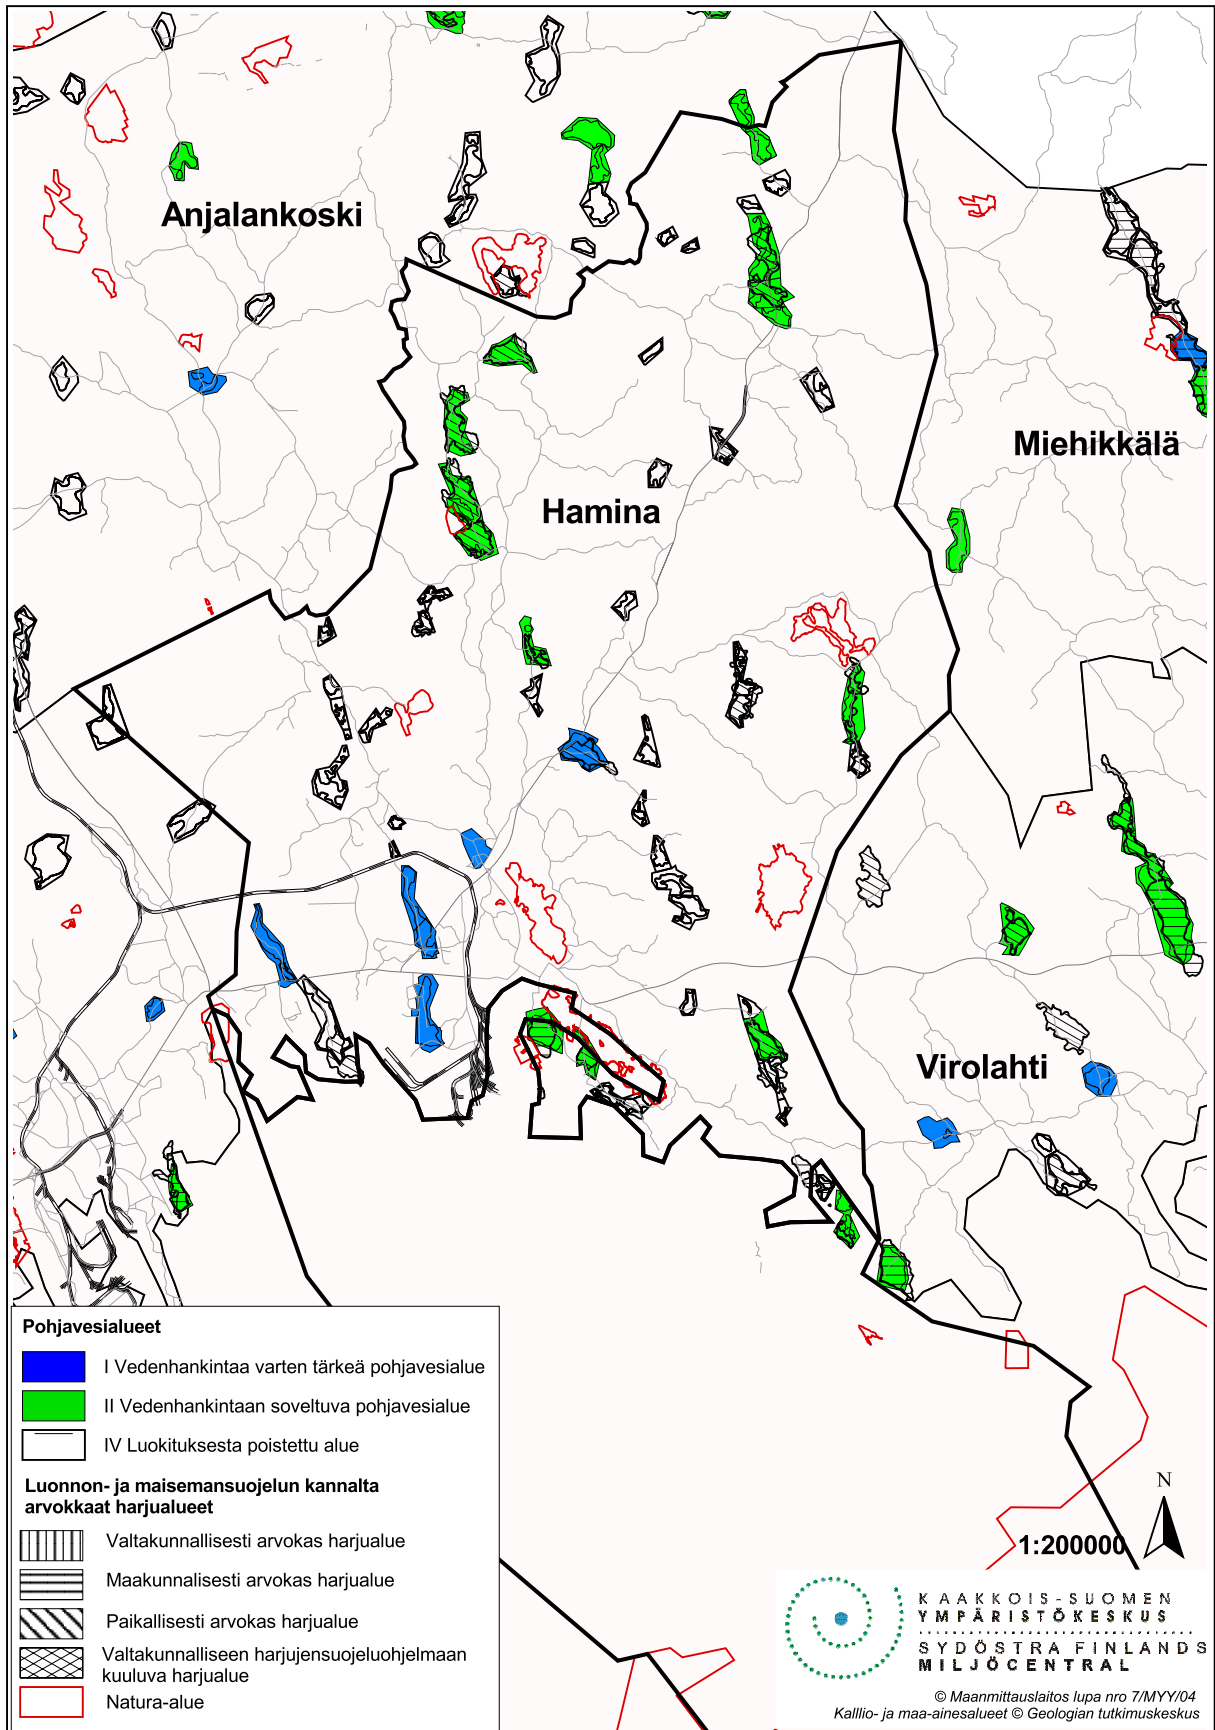 Anjalankoski
Miehikkälä
Hamina
Virolahti
Pohjavesialueet
I Vedenhankintaa varten tärkeä pohjavesialue
II Vedenhankintaan soveltuva pohjavesialue
IV Luokituksesta poistettu alue
Luonnon- ja maisemansuojelun kannalta
arvokkaat harjualueet
Valtakunnallisesti arvokas harjualue
Maakunnalisesti arvokas harjualue
Paikallisesti arvokas harjualue
Valtakunnalliseen harjujensuojeluohjelmaan
kuuluva harjualue
Natura-alue
N
1:200000
KAAKKOIS-SUOMEN
YMPÄRISTÖKESKUS
SYDÖSTRA FINLANDS
MILJÖCENTRAL
© Maanmittauslaitos lupa nro 7/MYY/04
Kalllio- ja maa-ainesalueet © Geologian tutkimuskeskus